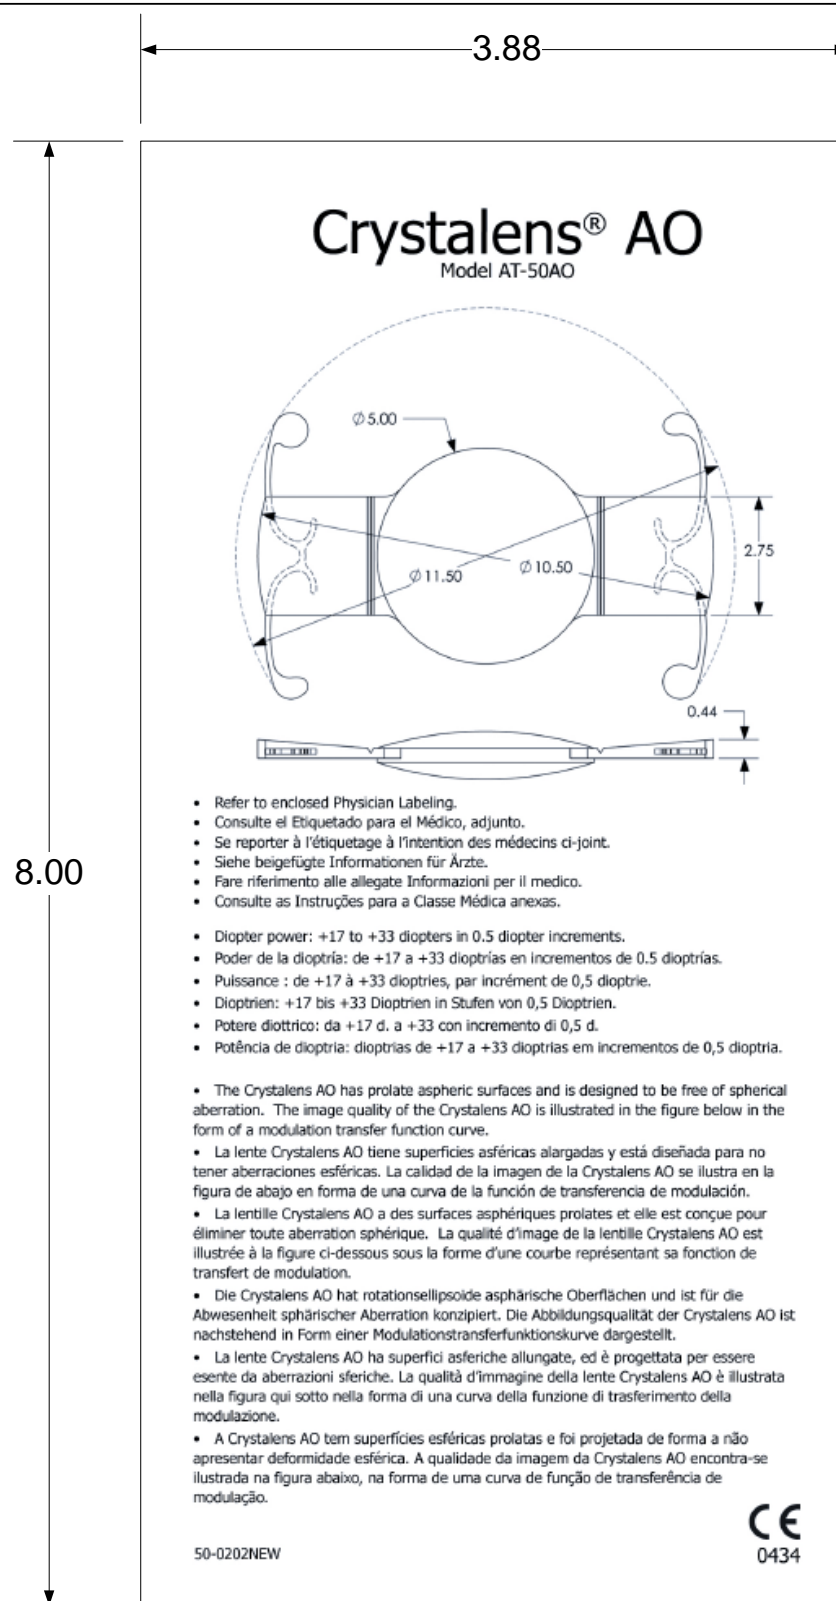 3.88
8.00
Crystalens® AO
Model AT-50AO
∅ 5.00
2.75
∅ 11.50
∅ 10.50
0.44
• Refer to enclosed Physician Labeling.
• Consulte el Etiquetado para el Médico, adjunto.
• Se reporter à l'étiquetage à l'intention des médecins ci-joint.
• Siehe beigefügte Informationen für Ärzte.
• Fare riferimento alle allegate Informazioni per il medico.
• Consulte as Instruções para a Classe Médica anexas.
• Diopter power: +17 to +33 diopters in 0.5 diopter increments.
• Poder de la dioptría: de +17 a +33 dioptrías en incrementos de 0.5 dioptrías.
• Puissance : de +17 à +33 dioptries, par incrément de 0,5 dioptrie.
• Dioptrien: +17 bis +33 Dioptrien in Stufen von 0,5 Dioptrien.
• Potere diottrico: da +17 d. a +33 con incremento di 0,5 d.
• Potência de dioptria: dioptrias de +17 a +33 dioptrias em incrementos de 0,5 dioptria.
• The Crystalens AO has prolate aspheric surfaces and is designed to be free of spherical
aberration. The image quality of the Crystalens AO is illustrated in the figure below in the
form of a modulation transfer function curve.
• La lente Crystalens AO tiene superficies asféricas alargadas y está diseñada para no
tener aberraciones esféricas. La calidad de la imagen de la Crystalens AO se ilustra en la
figura de abajo en forma de una curva de la función de transferencia de modulación.
• La lentille Crystalens AO a des surfaces asphériques prolates et elle est conçue pour
éliminer toute aberration sphérique. La qualité d'image de la lentille Crystalens AO est
illustrée à la figure ci-dessous sous la forme d'une courbe représentant sa fonction de
transfert de modulation.
• Die Crystalens AO hat rotationsellipsoide asphärische Oberflächen und ist für die
Abwesenheit sphärischer Aberration konzipiert. Die Abbildungsqualität der Crystalens AO ist
nachstehend in Form einer Modulationstransferfunktionskurve dargestellt.
• La lente Crystalens AO ha superfici asferiche allungate, ed è progettata per essere
esente da aberrazioni sferiche. La qualità d'immagine della lente Crystalens AO è illustrata
nella figura qui sotto nella forma di una curva della funzione di trasferimento della
modulazione.
• A Crystalens AO tem superfícies esféricas prolatas e foi projetada de forma a não
apresentar deformidade esférica. A qualidade da imagem da Crystalens AO encontra-se
ilustrada na figura abaixo, na forma de uma curva de função de transferência de
modulação.
CE
50-0202NEW
0434